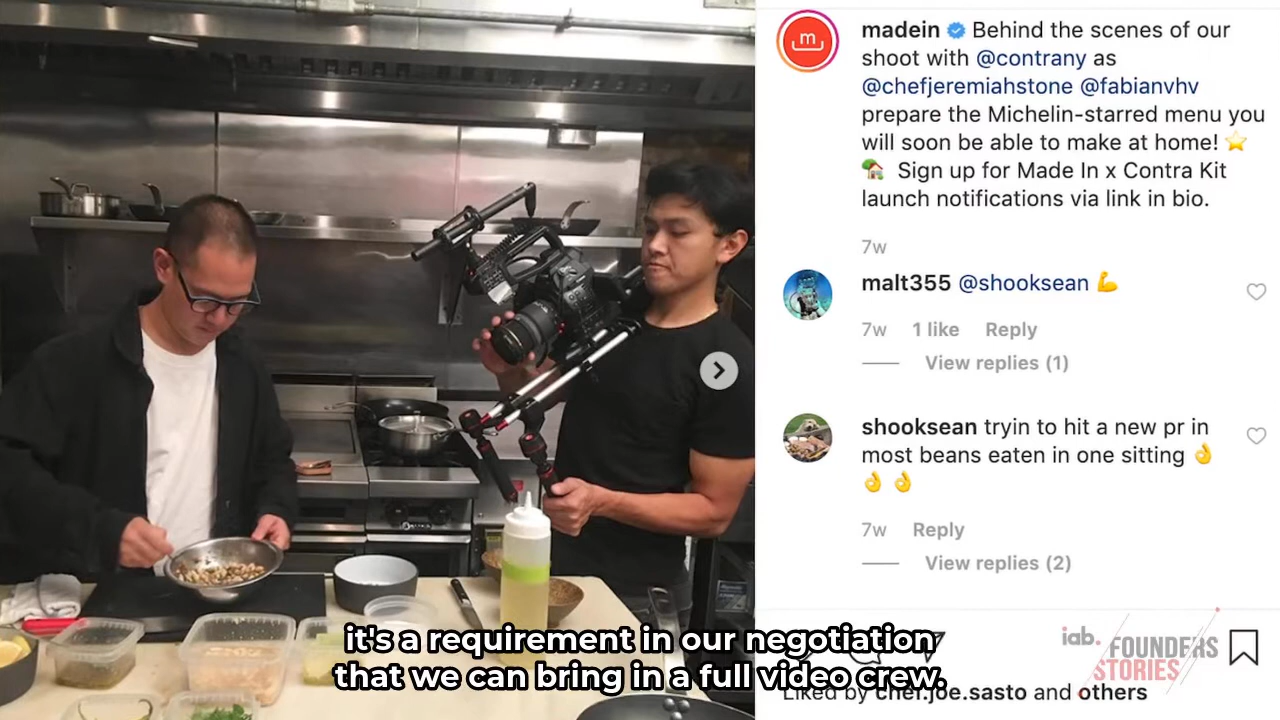 madein Behind the scenes of our
shoot with @contrany as
@chefjeremiahstone @fabianvhv
prepare the Michelin-starred menu you
will soon be able to make at home! ⭐
🏡 Sign up for Made In x Contra Kit
launch notifications via link in bio.
7w
malt355 @shooksean 💪
7w 1 like Reply
View replies (1)
shooksean tryin to hit a new pr in
most beans eaten in one sitting 👌
👌 👌
7w Reply
View replies (2)
it's a requirement in our negotiation
that we can bring in a full video crew.
iab. FOUNDERS
STORIES
Liked by chef.joe.sasto and others